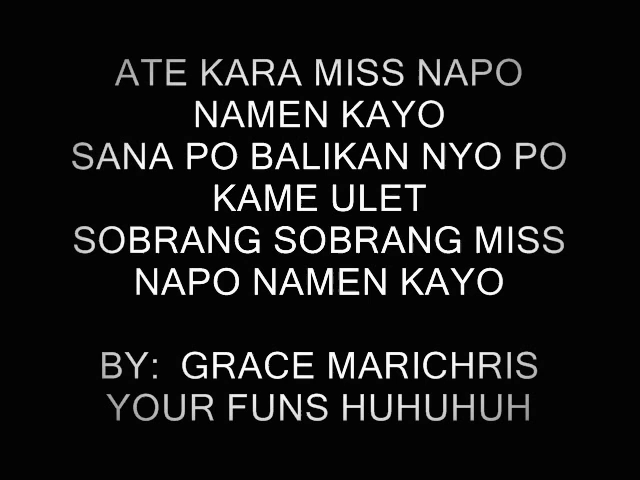 ATE KARA MISS NAPO
NAMEN KAYO
SANA PO BALIKAN NYO PO
KAME ULET
SOBRANG SOBRANG MISS
NAPO NAMEN KAYO
BY: GRACE MARICHRIS
YOUR FUNS HUHUHUH